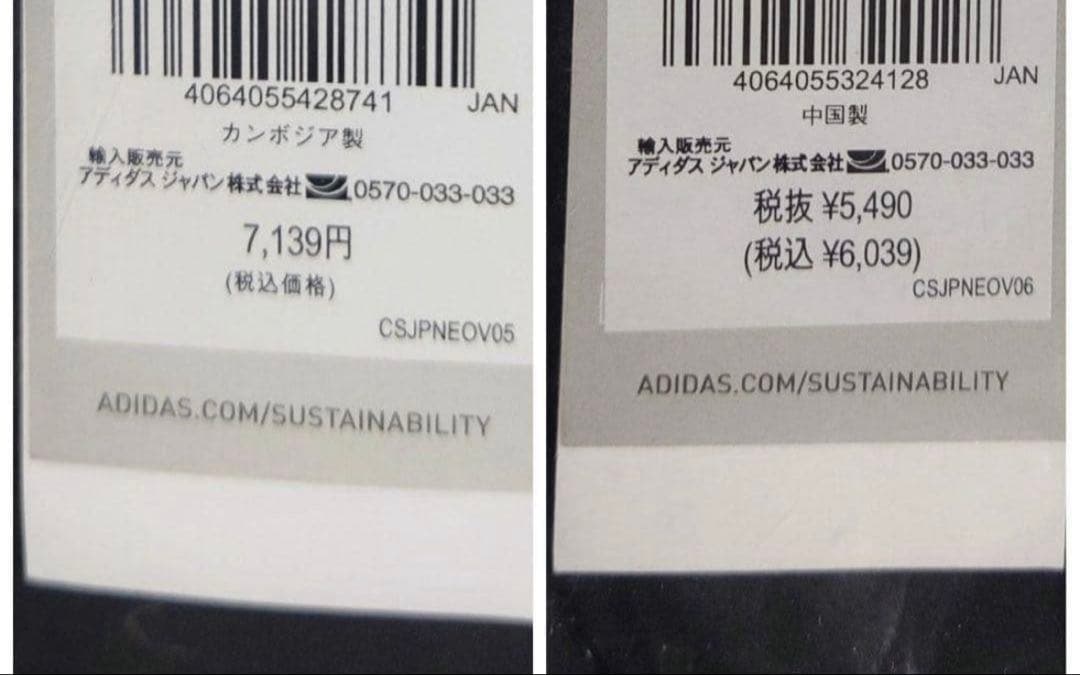 4064055428741 JAN
カンボジア製
輸入販売元
アディダス ジャパン株式会社 0570-033-033
7,139円
(税込価格)
CSJPNEOV05
ADIDAS.COM/SUSTAINABILITY
4064055324128 JAN
中国製
輸入販売元
アディダス ジャパン株式会社 0570-033-033
税抜 ¥5,490
(税込 ¥6,039)
CSJPNEOV06
ADIDAS.COM/SUSTAINABILITY